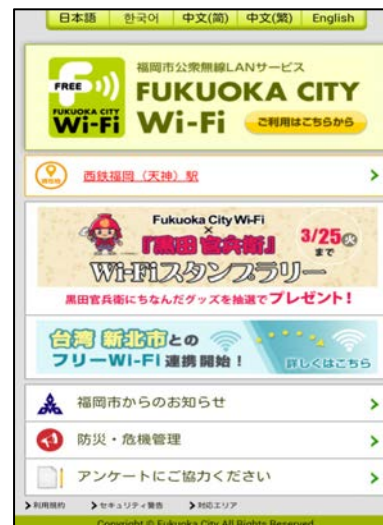 日本語 한국어 中文(简) 中文(繁) English
福岡市公衆無線LANサービス
FREE
FUKUOKA CITY
Wi-Fi
FUKUOKA CITY
Wi-Fi
ご利用はこちらから
現在地
西鉄福岡（天神）駅
Fukuoka City Wi-Fi
×
『黒田官兵衛』
3/25火
まで
Wi-Fiスタンプラリー
黒田官兵衛にちなんだグッズを抽選でプレゼント！
台湾 新北市との
フリーWI-FI連携開始！
詳しくはこちら
福岡市からのお知らせ
防災・危機管理
アンケートにご協力ください
利用規約 セキュリティ警告 対応エリア
Copyright © Fukuoka City All Rights Reserved